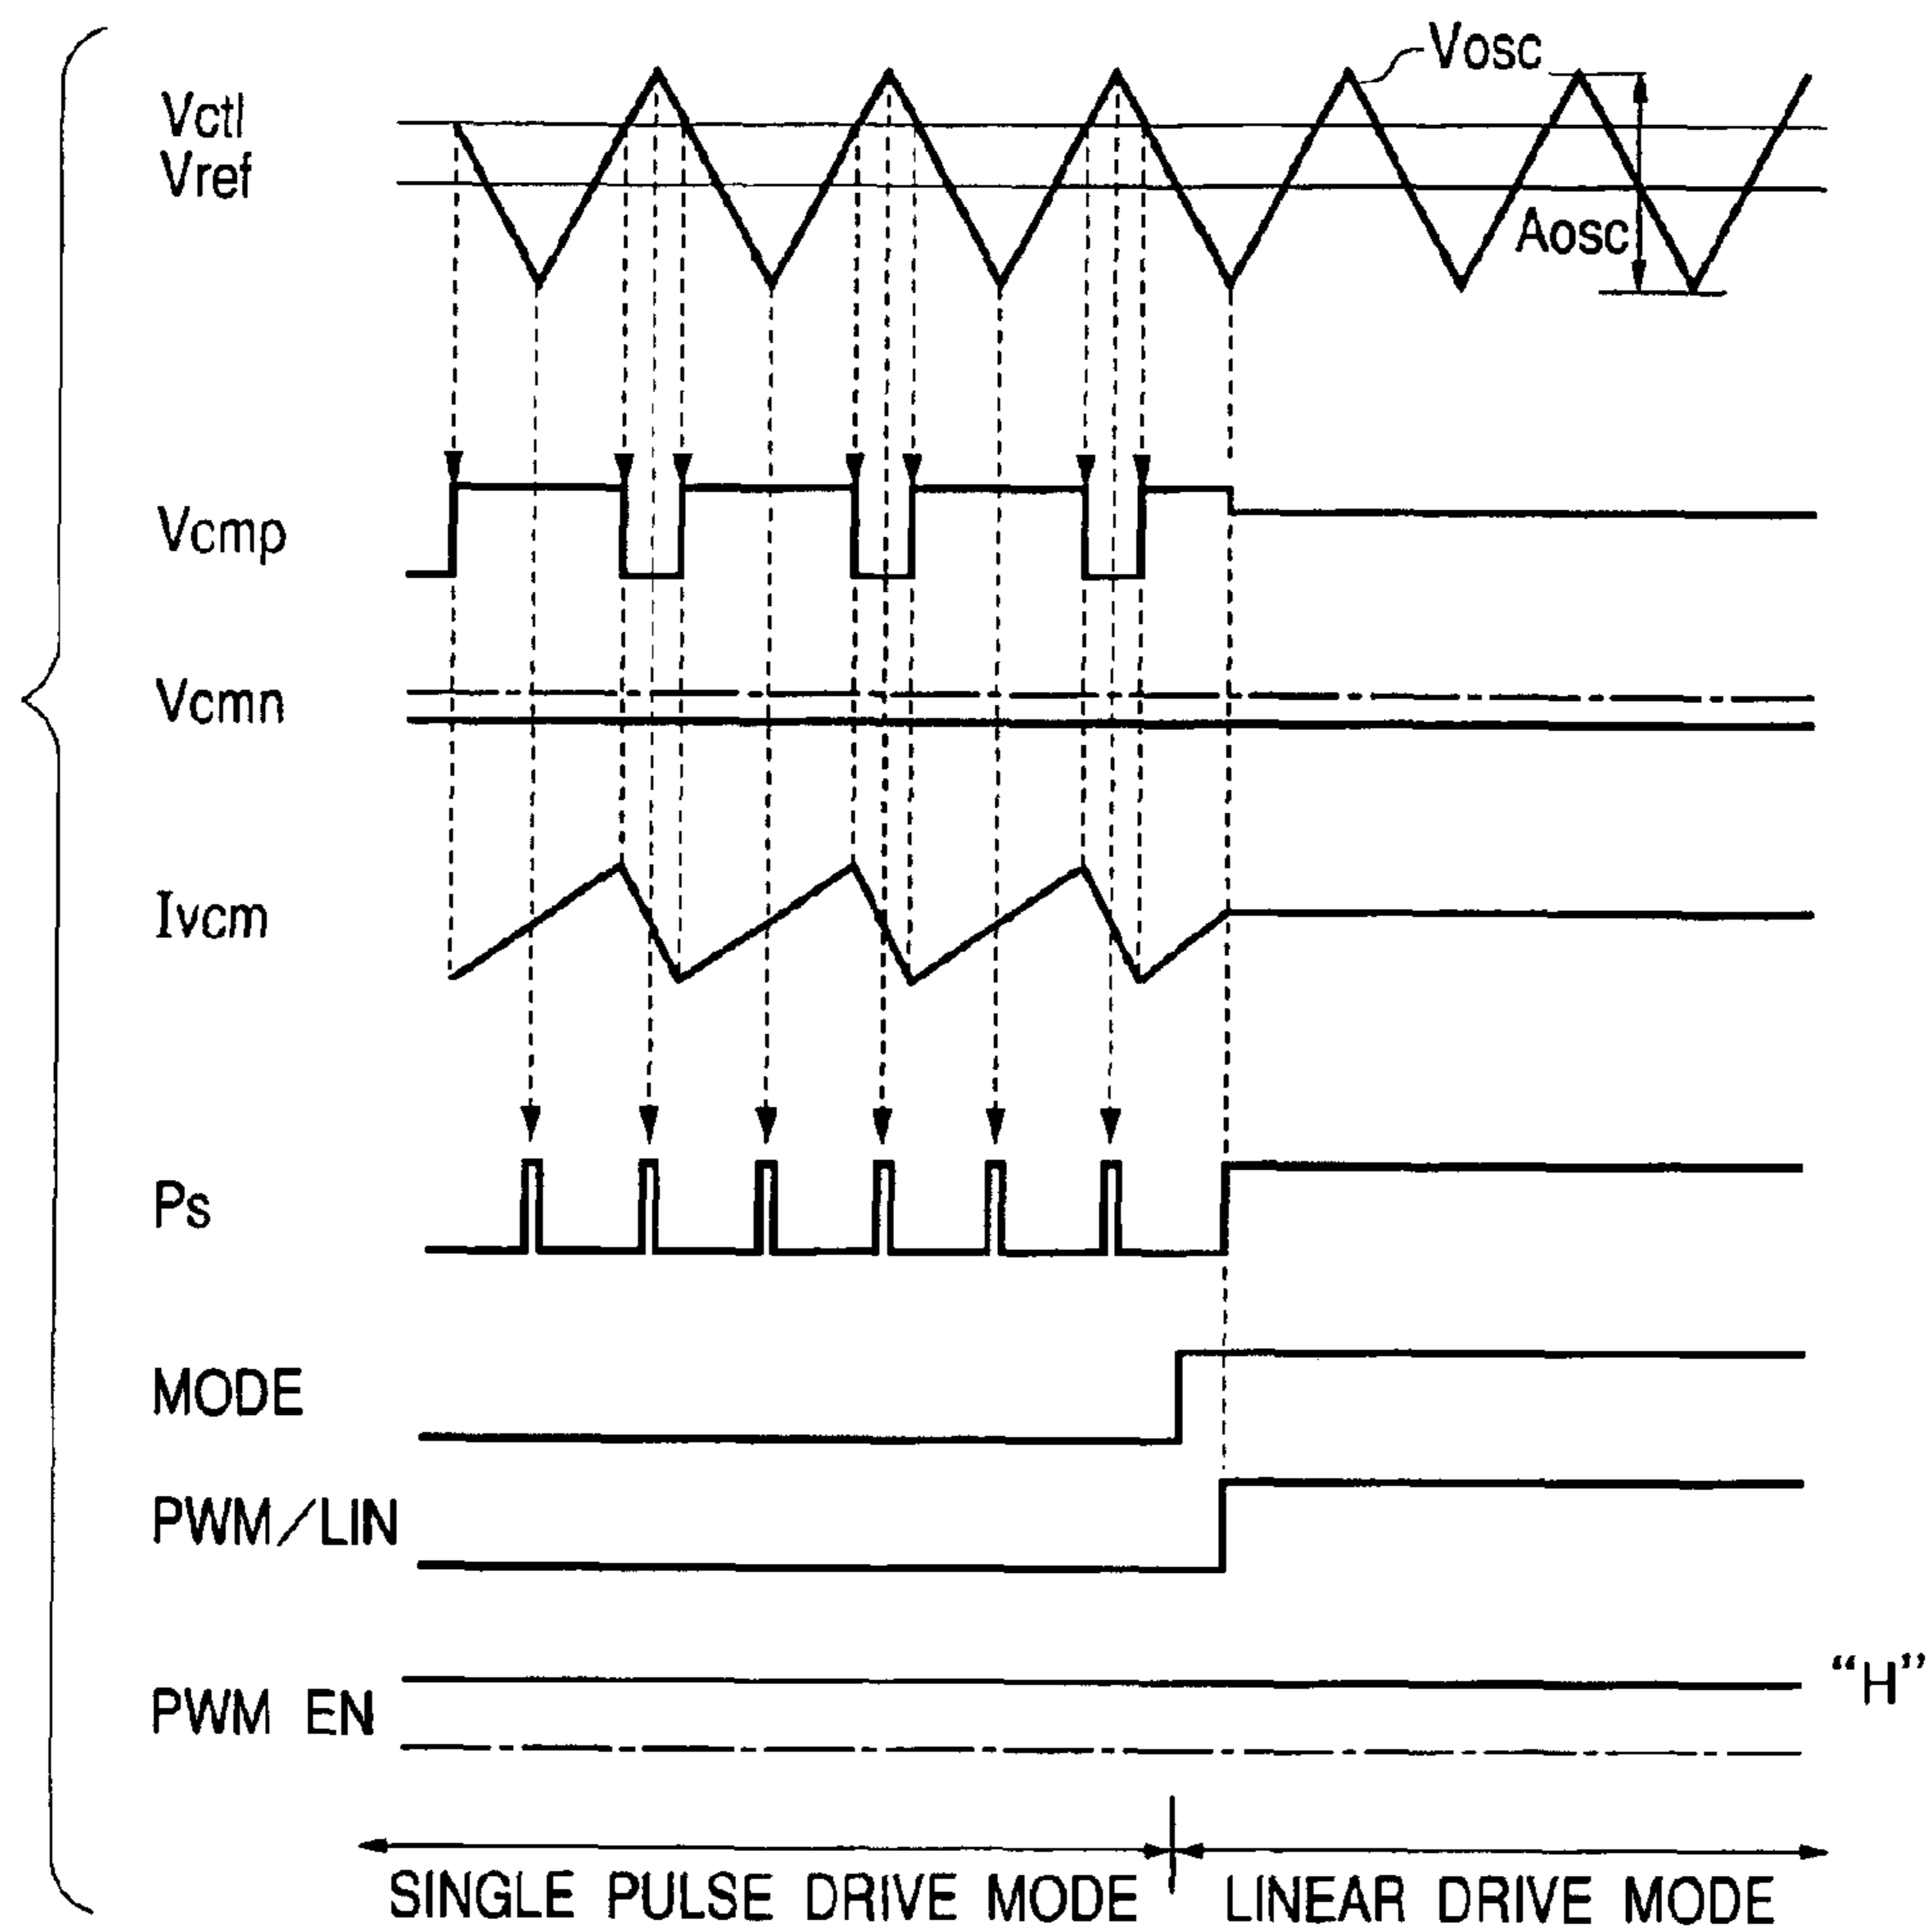 Vosc
Vctl
Vref
Aosc
Vcmp
Vcmn
Ivcm
Ps
MODE
PWM/LIN
PWM EN
"H"
SINGLE PULSE DRIVE MODE
LINEAR DRIVE MODE